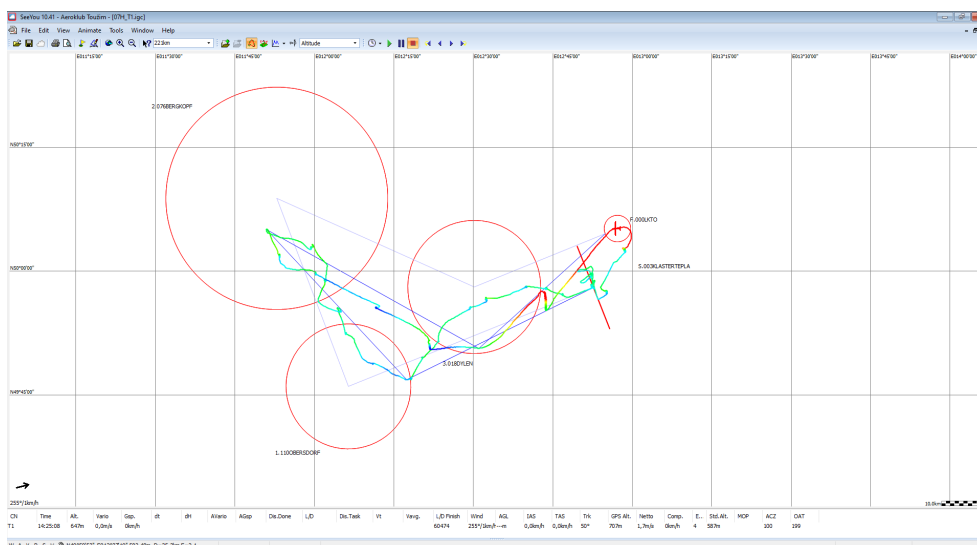 SeeYou 10.41 - Aeroklub Toužim - [07H_T1.igc]
File Edit View Animate Tools Window Help
221km Altitude
E011°15'00" E011°30'00" E011°45'00" E012°00'00" E012°15'00" E012°30'00" E012°45'00" E013°00'00" E013°15'00" E013°30'00" E013°45'00" E014°00'00"
2.076BERGKOPF
N50°15'00"
F.000LKTO
S.003KLASTERTEPLA
N50°00'00"
3.018DYLEN
N49°45'00"
1.110OBERSDORF
255°/1km/h
10.0km
CN Time Alt. Vario Gsp. dt dH AVario AGsp Dis.Done L/D Dis.Task Vt Vavg. L/D Finish Wind AGL IAS TAS Trk GPS Alt. Netto Comp. E.. Std.Alt. MOP ACZ OAT
T1 14:25:08 647m 0,0m/s 0km/h 60474 255°/1km/h ---m 0,0km/h 0,0km/h 50° 707m 1,7m/s 0km/h 4 587m 100 199